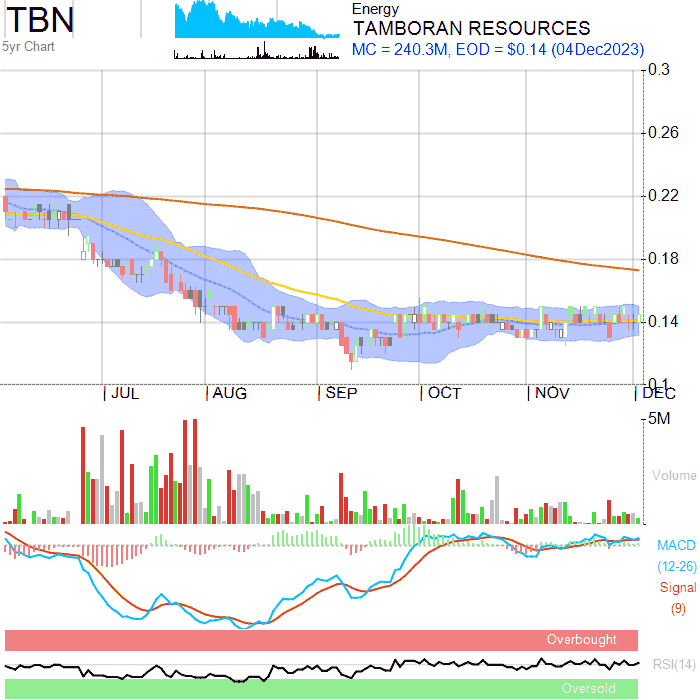 TBN
5yr Chart
Energy
TAMBORAN RESOURCES
MC = 240.3M, EOD = $0.14 (04Dec2023)
0.3
0.26
0.22
0.18
0.14
0.1
JUL AUG SEP OCT NOV DEC
5M
Volume
MACD
(12-26)
Signal
(9)
Overbought
RSI(14)
Oversold